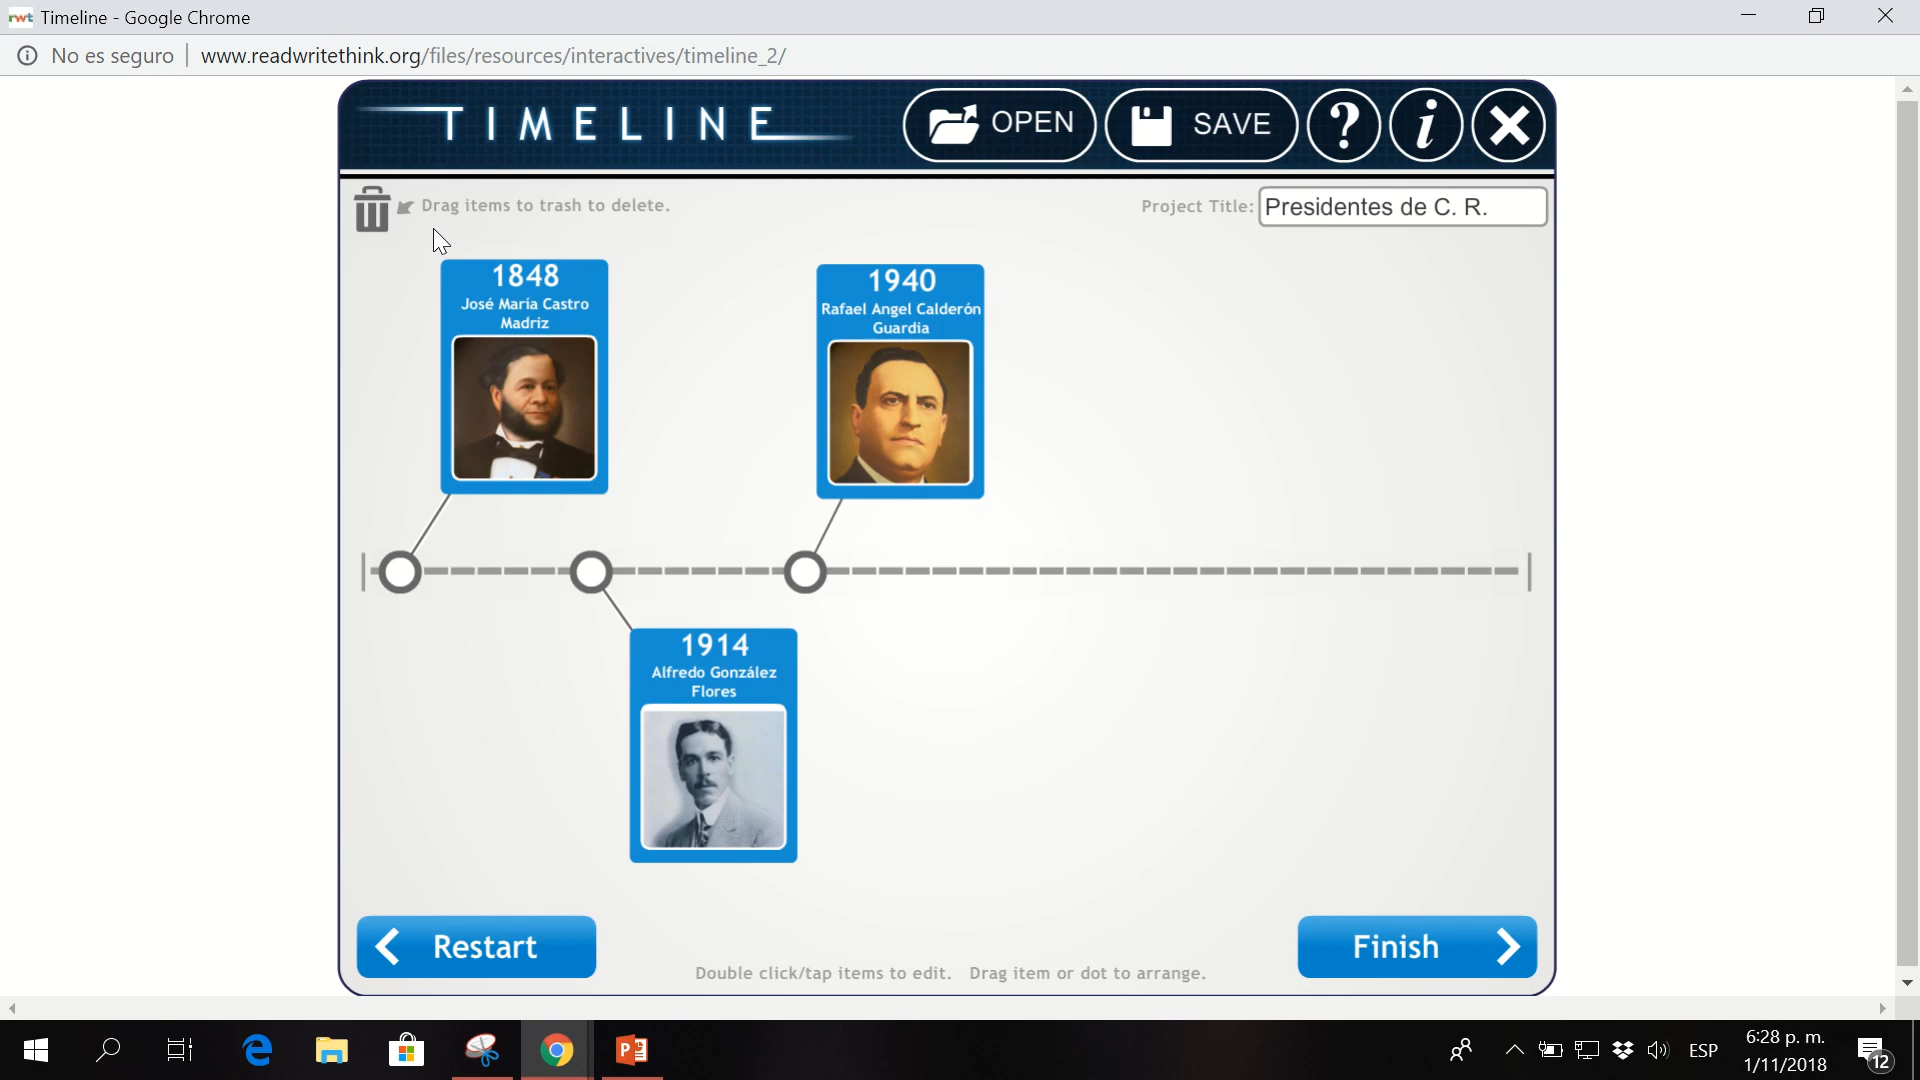 rwt Timeline - Google Chrome
No es seguro | www.readwritethink.org/files/resources/interactives/timeline_2/
TIMELINE
OPEN
SAVE
?
i
Drag items to trash to delete.
Project Title: Presidentes de C. R.
1848
José María Castro
Madriz
1940
Rafael Angel Calderón
Guardia
1914
Alfredo González
Flores
Restart
Finish
Double click/tap items to edit. Drag item or dot to arrange.
6:28 p. m.
ESP
1/11/2018
12